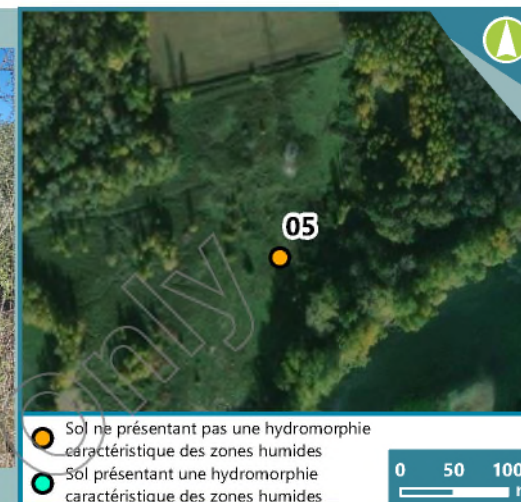 05
Sol ne présentant pas une hydromorphie
caractéristique des zones humides
Sol présentant une hydromorphie
caractéristique des zones humides
0 50 100
only